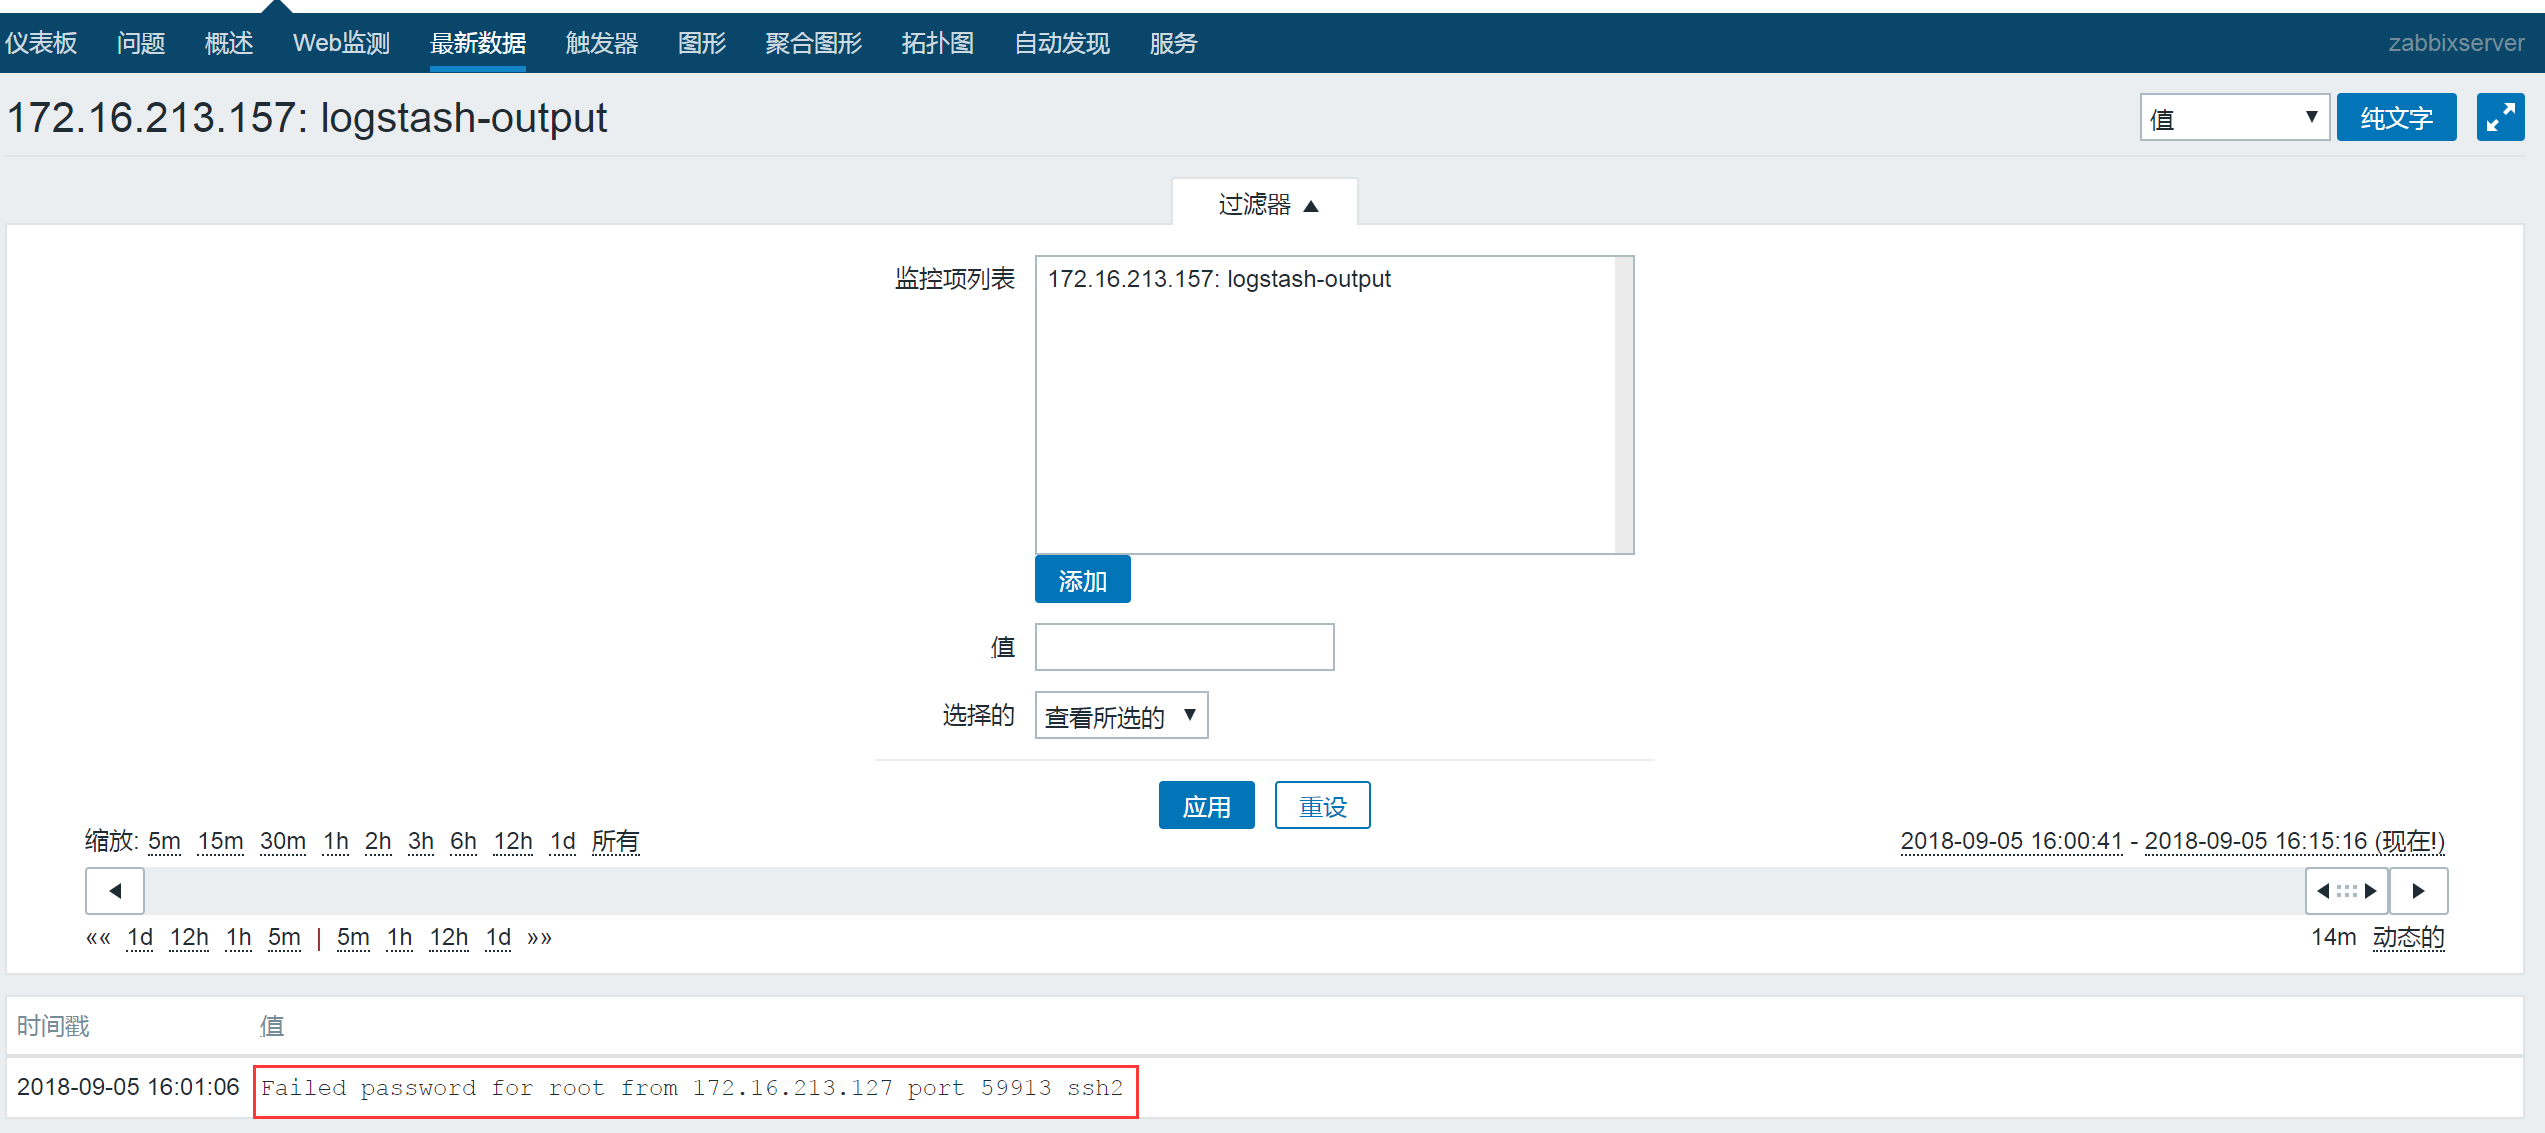 仪表板 问题 概述 Web监测 最新数据 触发器 图形 聚合图形 拓扑图 自动发现 服务 zabbixserver
172.16.213.157: logstash-output 值 纯文字
过滤器
监控项列表 172.16.213.157: logstash-output
添加
值
选择的 查看所选的
应用 重设
缩放: 5m 15m 30m 1h 2h 3h 6h 12h 1d 所有 2018-09-05 16:00:41 - 2018-09-05 16:15:16 (现在!)
«« 1d 12h 1h 5m | 5m 1h 12h 1d »» 14m 动态的
时间戳 值
2018-09-05 16:01:06 Failed password for root from 172.16.213.127 port 59913 ssh2